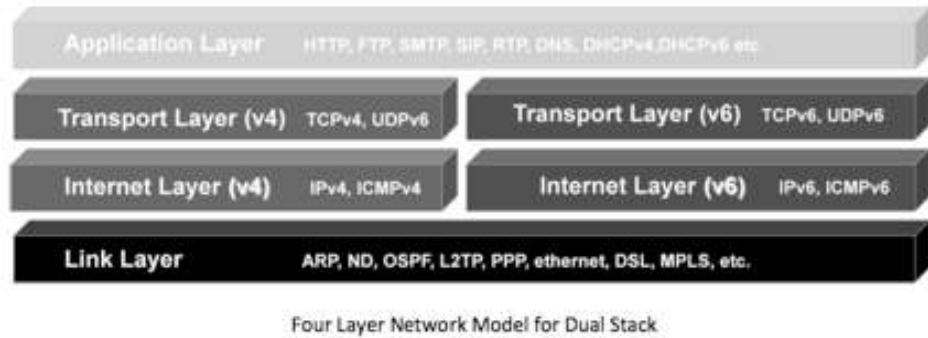 Application Layer HTTP, FTP, SMTP, SIP, RTP, DNS, DHCPv4,DHCPv6 etc
Transport Layer (v4) TCPv4, UDPv6
Transport Layer (v6) TCPv6, UDPv6
Internet Layer (v4) IPv4, ICMPv4
Internet Layer (v6) IPv6, ICMPv6
Link Layer ARP, ND, OSPF, L2TP, PPP, ethernet, DSL, MPLS, etc.
Four Layer Network Model for Dual Stack